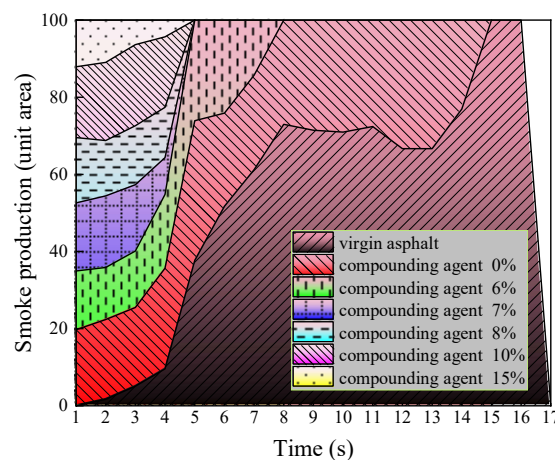 100
80
60
40
20
0
Smoke production (unit area)
virgin asphalt
compounding agent 0%
compounding agent 6%
compounding agent 7%
compounding agent 8%
compounding agent 10%
compounding agent 15%
1 2 3 4 5 6 7 8 9 10 11 12 13 14 15 16 17
Time (s)